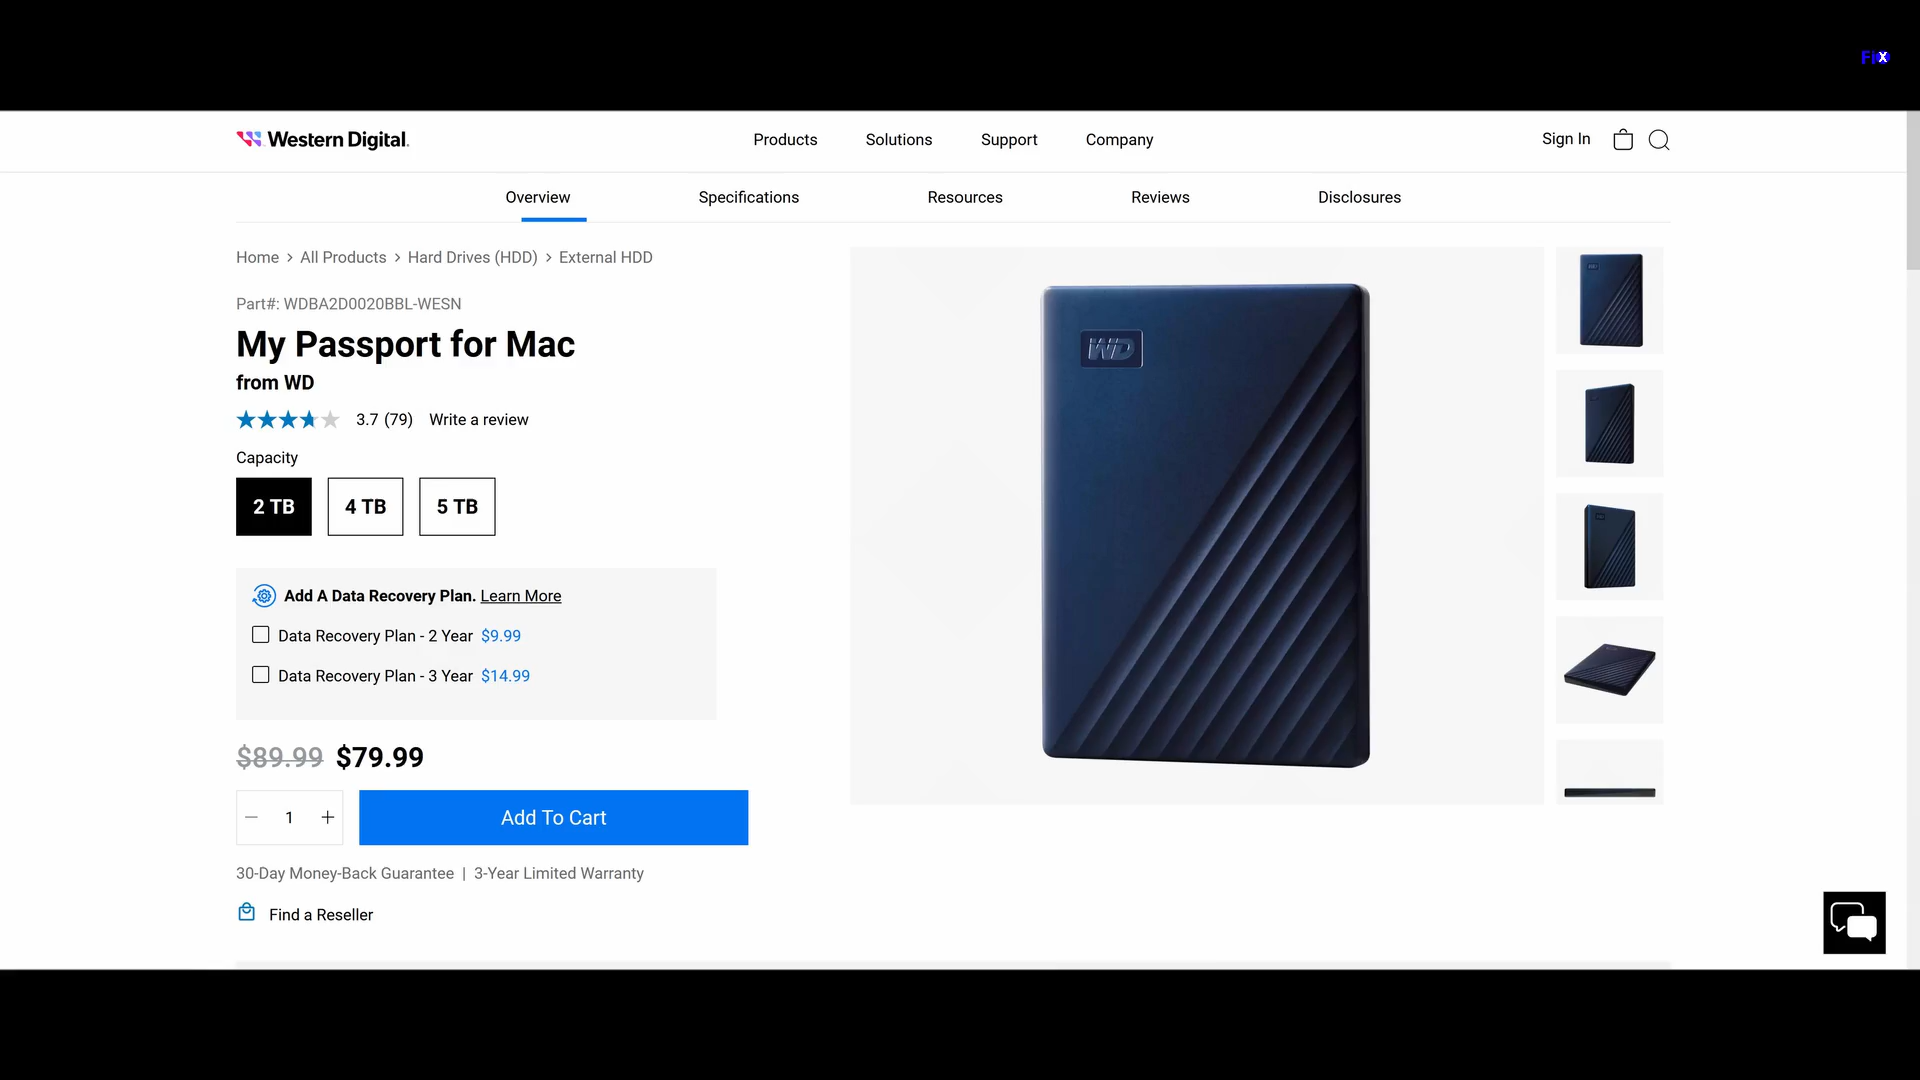 Western Digital.
Products Solutions Support Company
Sign In
Overview Specifications Resources Reviews Disclosures
Home > All Products > Hard Drives (HDD) > External HDD
Part#: WDBA2D0020BBL-WESN
My Passport for Mac
from WD
3.7 (79) Write a review
Capacity
2 TB 4 TB 5 TB
Add A Data Recovery Plan. Learn More
Data Recovery Plan - 2 Year $9.99
Data Recovery Plan - 3 Year $14.99
$89.99 $79.99
− 1 + Add To Cart
30-Day Money-Back Guarantee | 3-Year Limited Warranty
Find a Reseller
WD
X